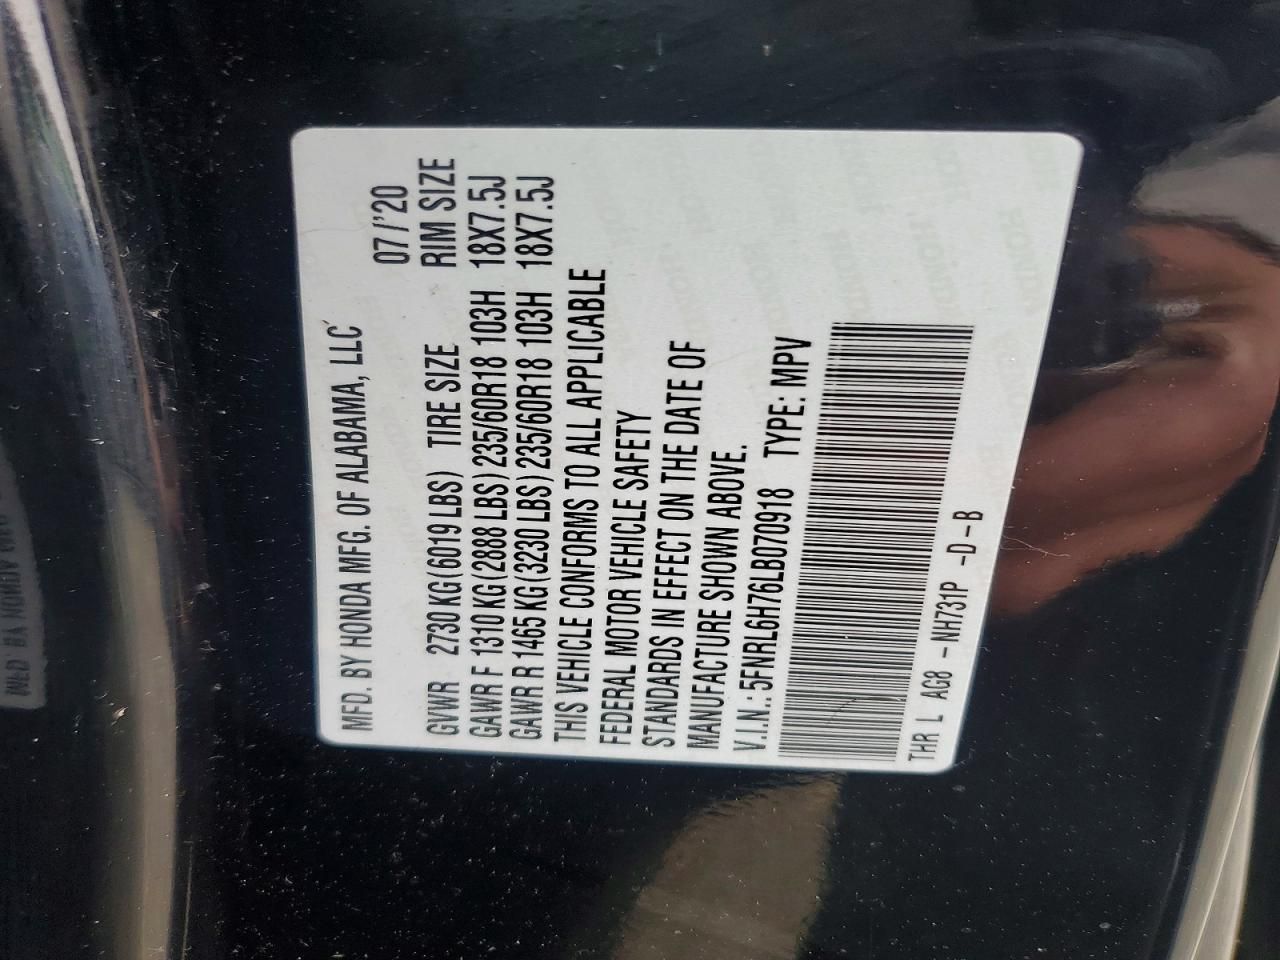 MFD. BY HONDA MFG. OF ALABAMA, LLC
07/'20
GVWR 2730 KG (6019 LBS) TIRE SIZE RIM SIZE
GAWR F 1310 KG (2888 LBS) 235/60R18 103H 18X7.5J
GAWR R 1465 KG (3230 LBS) 235/60R18 103H 18X7.5J
THIS VEHICLE CONFORMS TO ALL APPLICABLE
FEDERAL MOTOR VEHICLE SAFETY
STANDARDS IN EFFECT ON THE DATE OF
MANUFACTURE SHOWN ABOVE.
V.I.N.: 5FNRL6H76LB070918 TYPE: MPV
THR L AG8 -NH731P -D-B